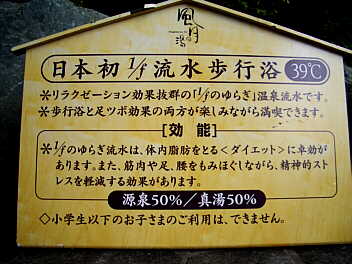 風月の湯
日本初 1/f 流水歩行浴 39℃
＊リラクゼーション効果抜群の「1/fのゆらぎ」温泉流水です。
＊歩行浴と足ツボ効果の両方が楽しみながら満喫できます。
［効 能］
＊1/fのゆらぎ流水は、体内脂肪をとる＜ダイエット＞に卓効が
あります。また、筋肉や足、腰をもみほぐしながら、精神的スト
レスを軽減する効果があります。
源泉50％／真湯50％
◇小学生以下のお子さまのご利用は、できません。